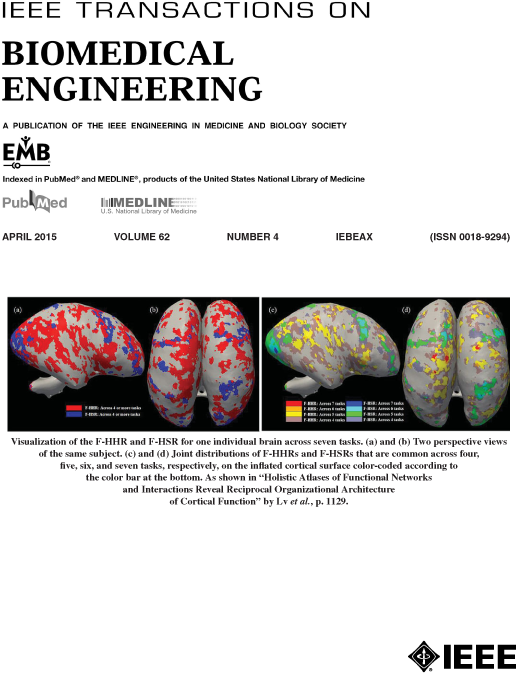 IEEE TRANSACTIONS ON
BIOMEDICAL
ENGINEERING
A PUBLICATION OF THE IEEE ENGINEERING IN MEDICINE AND BIOLOGY SOCIETY
EMB
Indexed in PubMed® and MEDLINE®, products of the United States National Library of Medicine
PubMed
MEDLINE
U.S. National Library of Medicine
APRIL 2015 VOLUME 62 NUMBER 4 IEBEAX (ISSN 0018-9294)
(a) (b) (c) (d)
F-HHR: Across 4 or more tasks
F-HSR: Across 4 or more tasks
F-HHR: Across 7 tasks F-HSR: Across 7 tasks
F-HHR: Across 6 tasks F-HSR: Across 6 tasks
F-HHR: Across 5 tasks F-HSR: Across 5 tasks
F-HHR: Across 4 tasks F-HSR: Across 4 tasks
Visualization of the F-HHR and F-HSR for one individual brain across seven tasks. (a) and (b) Two perspective views
of the same subject. (c) and (d) Joint distributions of F-HHRs and F-HSRs that are common across four,
five, six, and seven tasks, respectively, on the inflated cortical surface color-coded according to
the color bar at the bottom. As shown in “Holistic Atlases of Functional Networks
and Interactions Reveal Reciprocal Organizational Architecture
of Cortical Function” by Lv et al., p. 1129.
IEEE